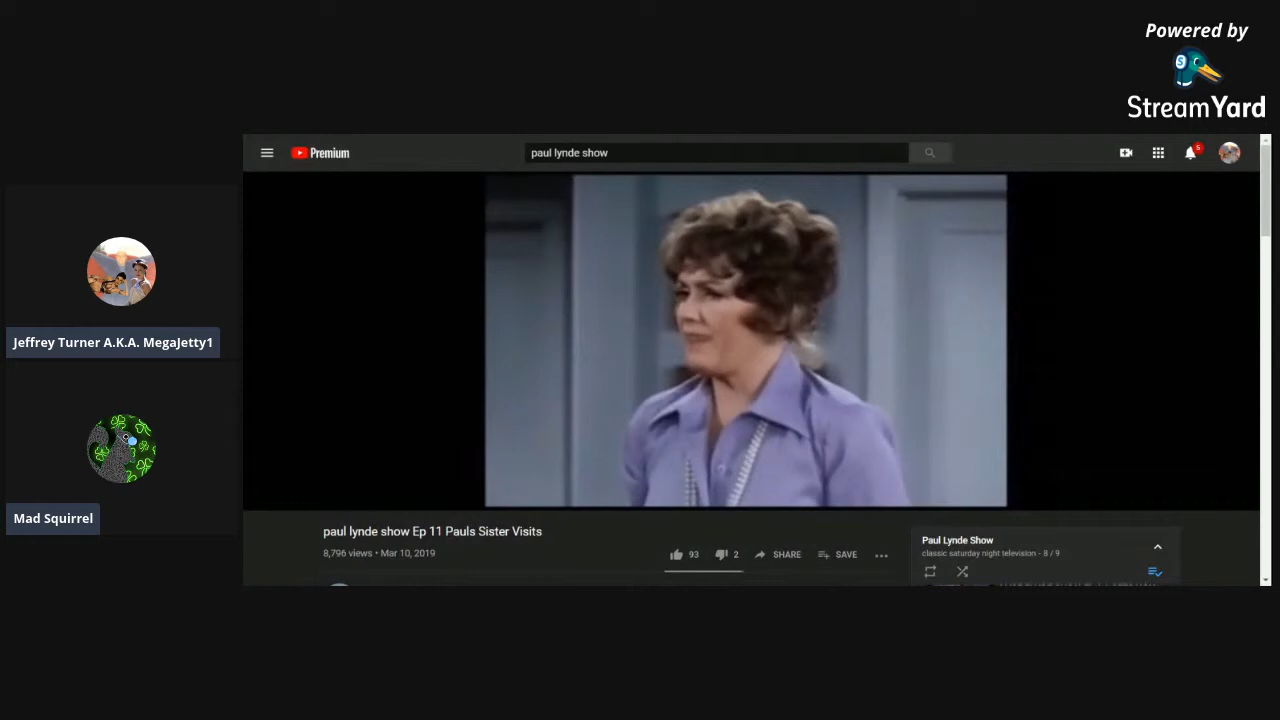 Powered by
StreamYard
Premium
paul lynde show
5
Jeffrey Turner A.K.A. MegaJetty1
Mad Squirrel
paul lynde show Ep 11 Pauls Sister Visits
8,796 views • Mar 10, 2019
93
2
SHARE
SAVE
Paul Lynde Show
classic saturday night television - 8 / 9